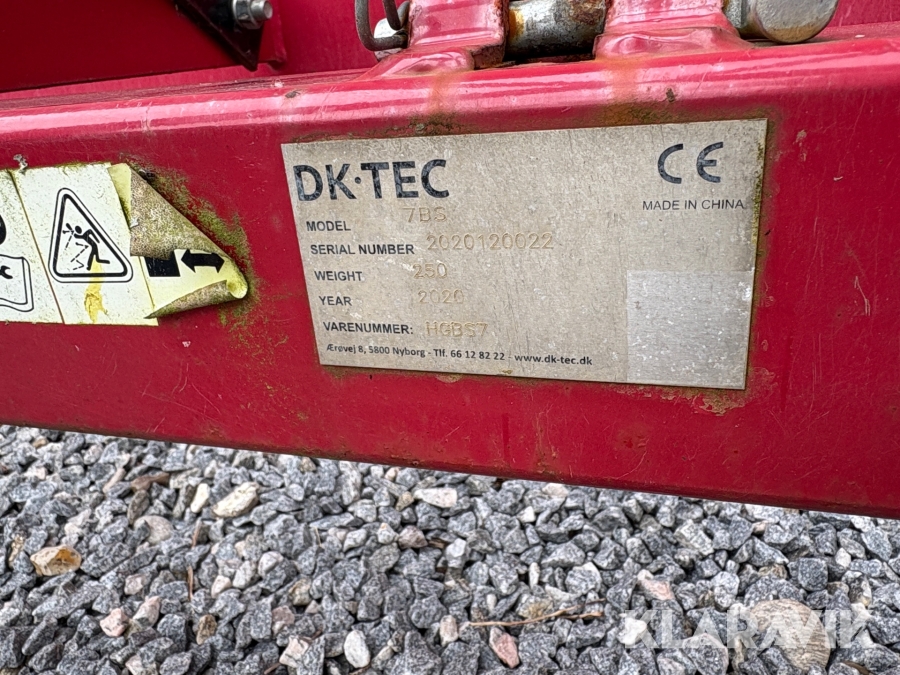 DK·TEC
CE
MADE IN CHINA
MODEL 7BS
SERIAL NUMBER 2020120022
WEIGHT 250
YEAR 2020
VARENUMMER: HGBS7
Ærøvej 8, 5800 Nyborg - Tlf. 66 12 82 22 - www.dk-tec.dk
KLARAVIK